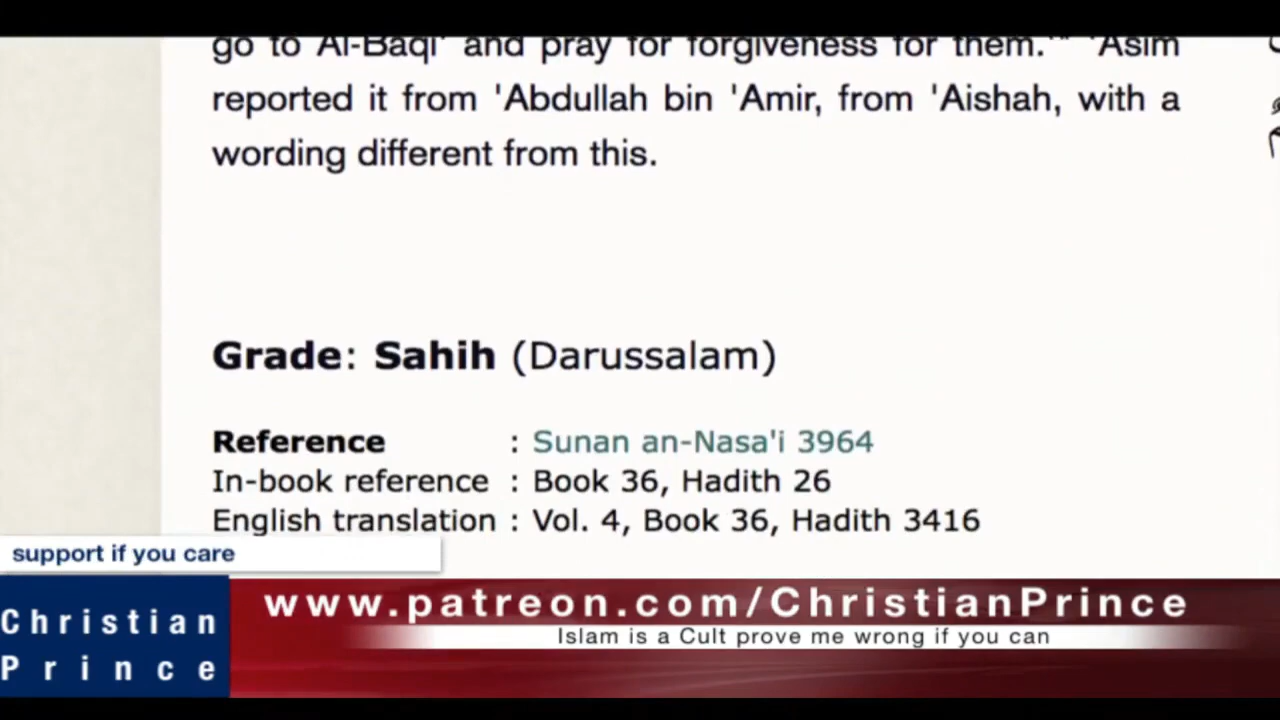 go to Al-Baqi' and pray for forgiveness for them.'" 'Asim
reported it from 'Abdullah bin 'Amir, from 'Aishah, with a
wording different from this.
Grade: Sahih (Darussalam)
Reference : Sunan an-Nasa'i 3964
In-book reference : Book 36, Hadith 26
English translation : Vol. 4, Book 36, Hadith 3416
support if you care
Christian
Prince
www.patreon.com/ChristianPrince
Islam is a Cult prove me wrong if you can